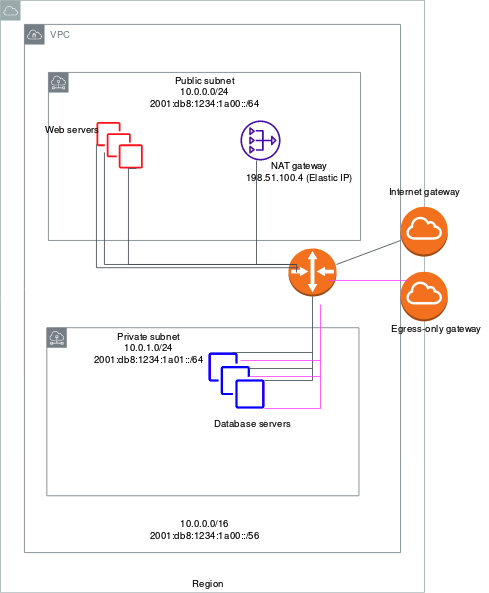 VPC
Public subnet
10.0.0.0/24
2001:db8:1234:1a00::/64
Web servers
NAT gateway
198.51.100.4 (Elastic IP)
Internet gateway
Egress-only gateway
Private subnet
10.0.1.0/24
2001:db8:1234:1a01::/64
Database servers
10.0.0.0/16
2001:db8:1234:1a00::/56
Region